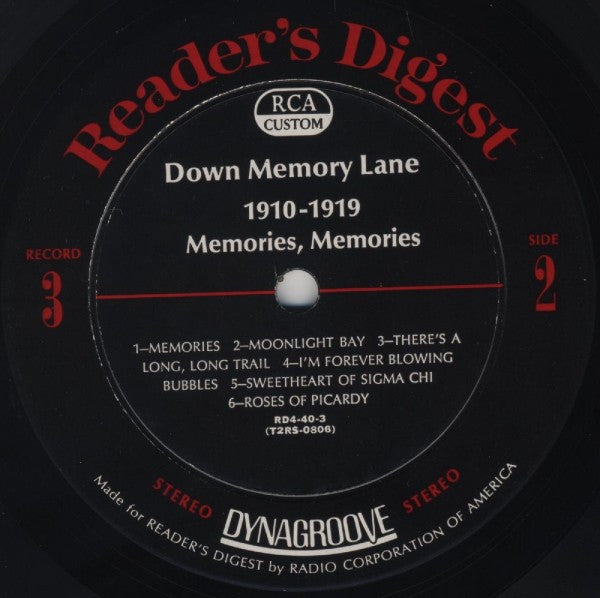 Reader's Digest
RCA
CUSTOM
Down Memory Lane
1910-1919
Memories, Memories
RECORD
3
SIDE
2
1—MEMORIES 2—MOONLIGHT BAY 3—THERE'S A
LONG, LONG TRAIL 4—I'M FOREVER BLOWING
BUBBLES 5—SWEETHEART OF SIGMA CHI
6—ROSES OF PICARDY
RD4-40-3
(T2RS-0806)
STEREO
DYNAGROOVE
STEREO
Made for READER'S DIGEST by RADIO CORPORATION OF AMERICA